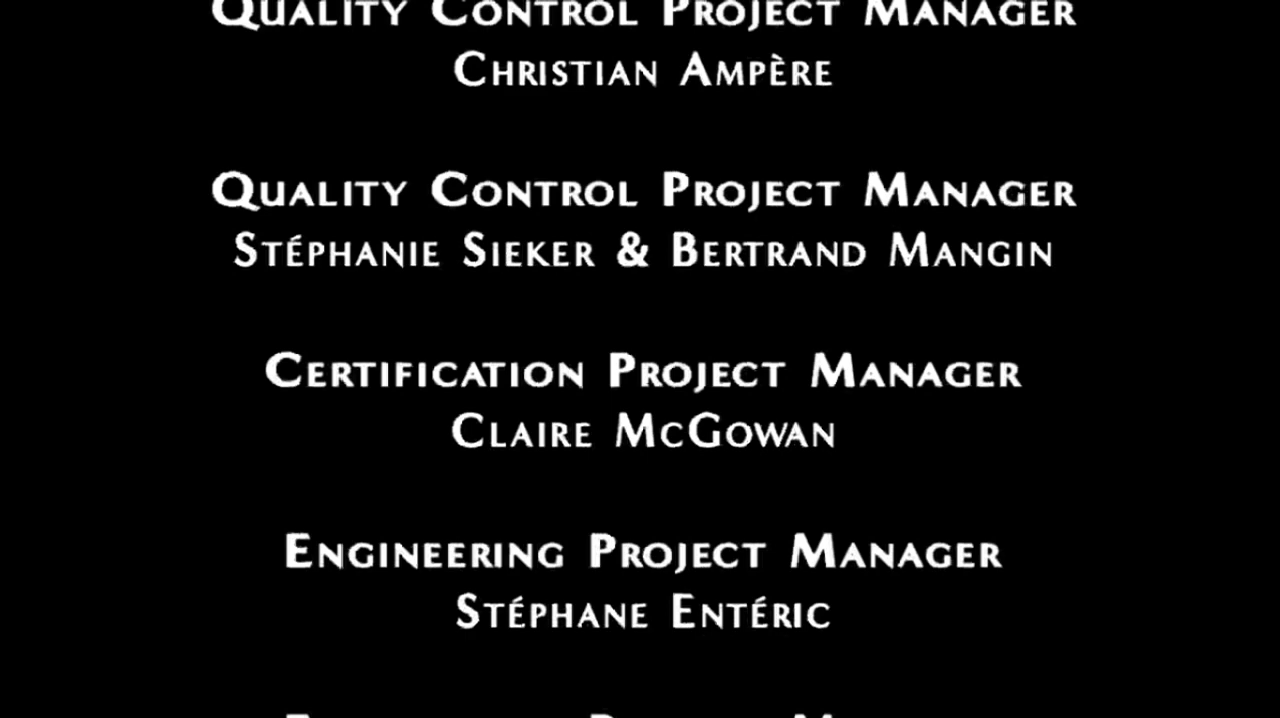 QUALITY CONTROL PROJECT MANAGER
CHRISTIAN AMPÈRE
QUALITY CONTROL PROJECT MANAGER
STÉPHANIE SIEKER & BERTRAND MANGIN
CERTIFICATION PROJECT MANAGER
CLAIRE MCGOWAN
ENGINEERING PROJECT MANAGER
STÉPHANE ENTÉRIC